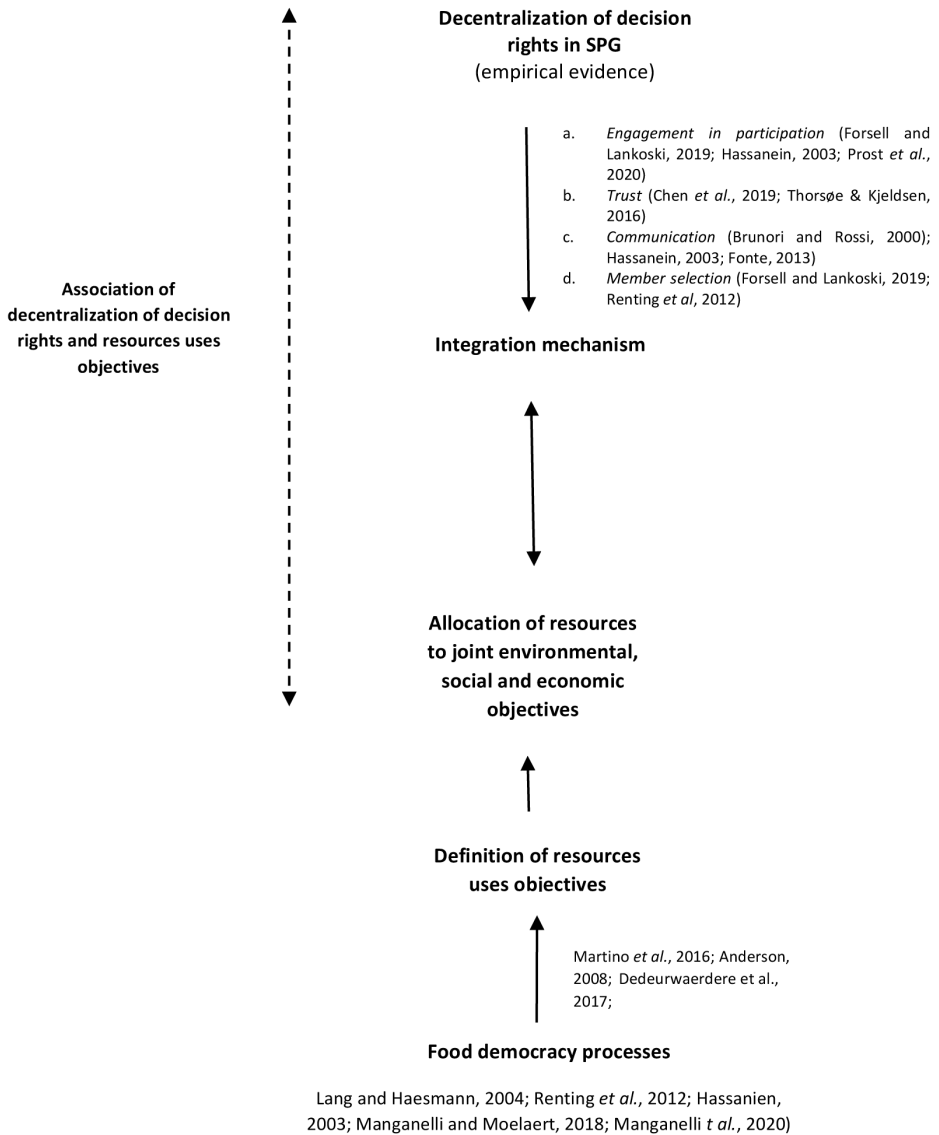 Decentralization of decision
rights in SPG
(empirical evidence)
a. Engagement in participation (Forsell and
Lankoski, 2019; Hassanein, 2003; Prost et al.,
2020)
b. Trust (Chen et al., 2019; Thorsøe & Kjeldsen,
2016)
c. Communication (Brunori and Rossi, 2000);
Hassanein, 2003; Fonte, 2013)
d. Member selection (Forsell and Lankoski, 2019;
Renting et al, 2012)
Association of
decentralization of decision
rights and resources uses
objectives
Integration mechanism
Allocation of resources
to joint environmental,
social and economic
objectives
Definition of resources
uses objectives
Martino et al., 2016; Anderson,
2008; Dedeurwaerdere et al.,
2017;
Food democracy processes
Lang and Haesmann, 2004; Renting et al., 2012; Hassanien,
2003; Manganelli and Moelaert, 2018; Manganelli t al., 2020)